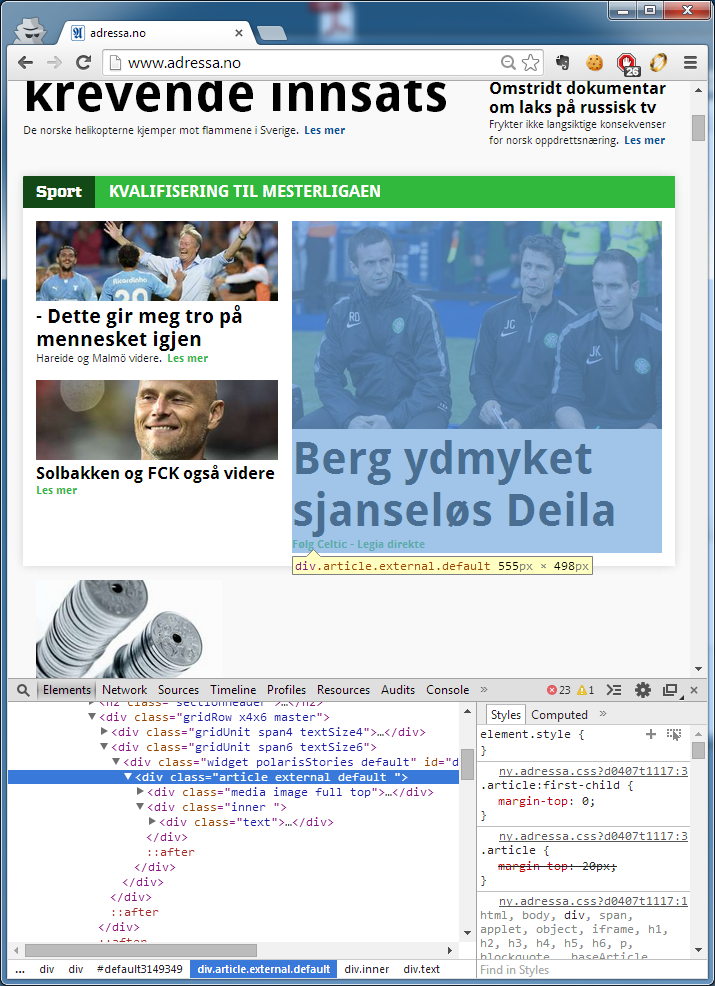 adressa.no
www.adressa.no
26
krevende innsats
De norske helikopterne kjemper mot flammene i Sverige. Les mer
Omstridt dokumentar
om laks på russisk tv
Frykter ikke langsiktige konsekvenser
for norsk oppdrettsnæring. Les mer
Sport KVALIFISERING TIL MESTERLIGAEN
- Dette gir meg tro på
mennesket igjen
Hareide og Malmö videre. Les mer
Solbakken og FCK også videre
Les mer
RD
JC
JK
Berg ydmyket
sjanseløs Deila
Følg Celtic - Legia direkte
div.article.external.default 555px × 498px
Elements Network Sources Timeline Profiles Resources Audits Console » 23 1
<h2 class="sectionheader">…</h2>
▼<div class="gridRow x4x6 master">
▶<div class="gridUnit span4 textSize4">…</div>
▼<div class="gridUnit span6 textSize6">
▼<div class="widget polarisStories default" id="d
▼<div class="article external default ">
▶<div class="media image full top">…</div>
▼<div class="inner ">
▶<div class="text">…</div>
</div>
::after
</div>
</div>
</div>
::after
</div>
::after
... div div #default3149349 div.article.external.default div.inner div.text
Styles Computed »
element.style {
}
ny.adressa.css?d0407t1117:3
.article:first-child {
margin-top: 0;
}
ny.adressa.css?d0407t1117:3
.article {
margin-top: 20px;
}
ny.adressa.css?d0407t1117:1
html, body, div, span,
applet, object, iframe, h1,
h2, h3, h4, h5, h6, p,
blockquote, .baseArticle
Find in Styles